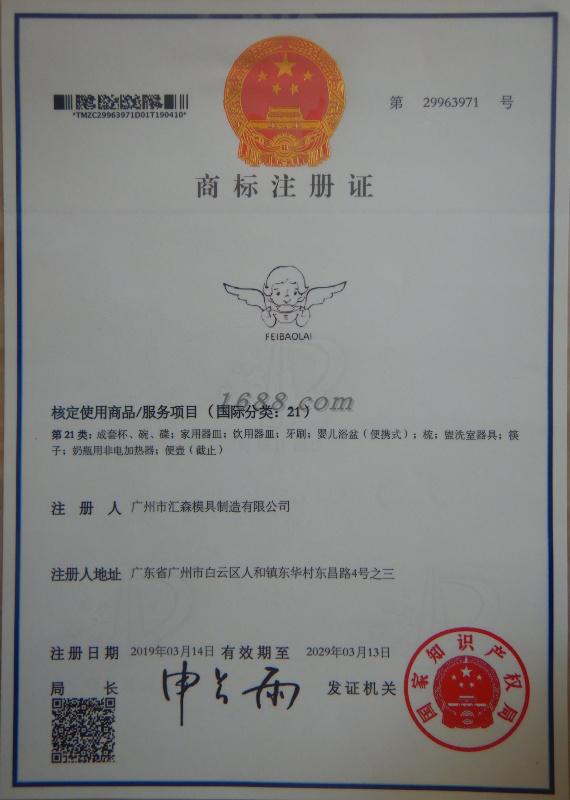 *TMZC29963971D01T190410*
第 29963971 号
商标注册证
FEIBAOLAI
1688.com
核定使用商品/服务项目（国际分类：21）
第21类：成套杯、碗、碟；家用器皿；饮用器皿；牙刷；婴儿浴盆（便携式）；梳；盥洗室器具；筷
子；奶瓶用非电加热器；便壶（截止）
注 册 人 广州市汇森模具制造有限公司
注册人地址 广东省广州市白云区人和镇东华村东昌路4号之三
注册日期 2019年03月14日 有效期至 2029年03月13日
局 长 申长雨 发证机关
国家知识产权局